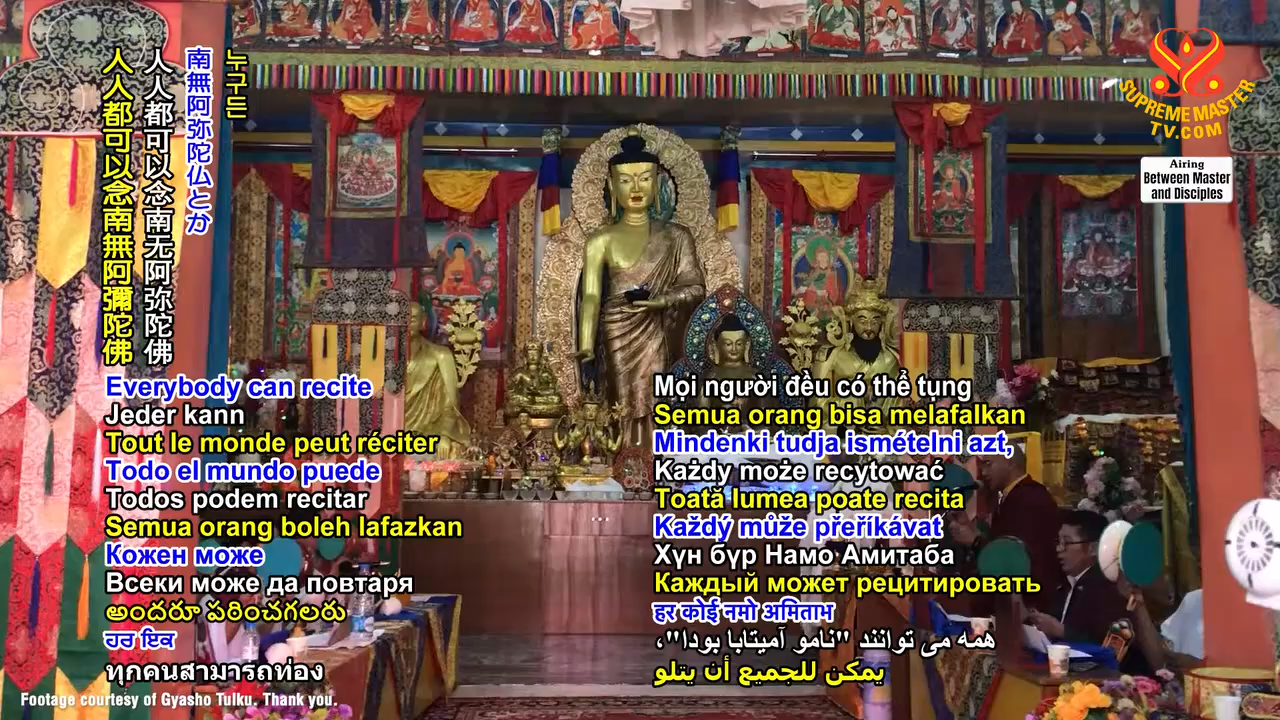 누구든
南無阿弥陀仏とか
人人都可以念南无阿弥陀佛
人人都可以念南無阿彌陀佛
Everybody can recite
Jeder kann
Tout le monde peut réciter
Todo el mundo puede
Todos podem recitar
Semua orang boleh lafazkan
Кожен може
Всеки може да повтаря
అందరూ పఠించగలరు
ਹਰ ਇਕ
ทุกคนสามารถท่อง
Mọi người đều có thể tụng
Semua orang bisa melafalkan
Mindenki tudja ismételni azt,
Każdy może recytować
Toată lumea poate recita
Každý může přeříkávat
Хүн бүр Намо Амитаба
Каждый может рецитировать
हर कोई नमो अमिताभ
همه می توانند "نامو آمیتابا بودا"،
يمكن للجميع أن يتلو
SUPREME MASTER
TV.COM
Airing
Between Master
and Disciples
Footage courtesy of Gyasho Tulku. Thank you.